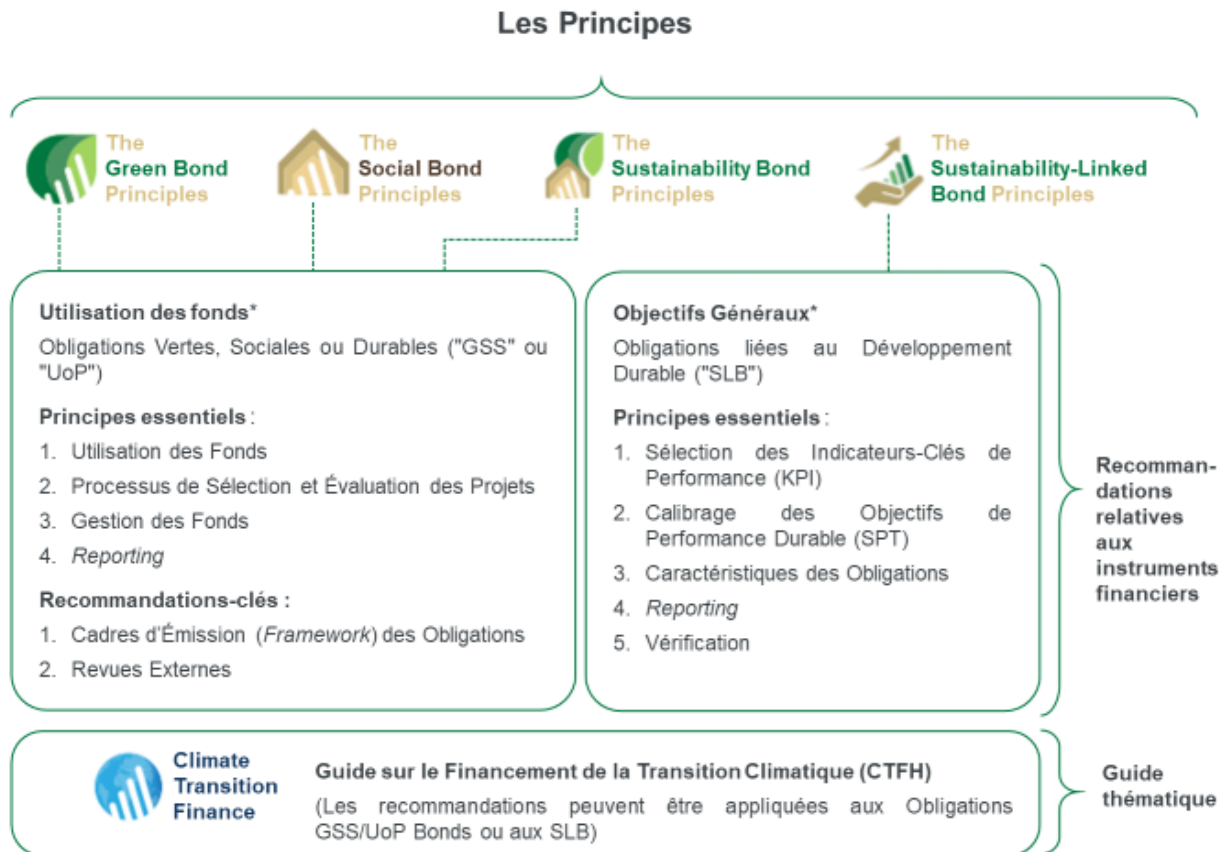 Les Principes
The
Green Bond
Principles
The
Social Bond
Principles
The
Sustainability Bond
Principles
The
Sustainability-Linked
Bond Principles
Utilisation des fonds*
Obligations Vertes, Sociales ou Durables ("GSS" ou
"UoP")
Principes essentiels :
1. Utilisation des Fonds
2. Processus de Sélection et Évaluation des Projets
3. Gestion des Fonds
4. Reporting
Recommandations-clés :
1. Cadres d'Émission (Framework) des Obligations
2. Revues Externes
Objectifs Généraux*
Obligations liées au Développement
Durable ("SLB")
Principes essentiels :
1. Sélection des Indicateurs-Clés de
Performance (KPI)
2. Calibrage des Objectifs de
Performance Durable (SPT)
3. Caractéristiques des Obligations
4. Reporting
5. Vérification
Recomman-
dations
relatives
aux
instruments
financiers
Climate
Transition
Finance
Guide sur le Financement de la Transition Climatique (CTFH)
(Les recommandations peuvent être appliquées aux Obligations
GSS/UoP Bonds ou aux SLB)
Guide
thématique